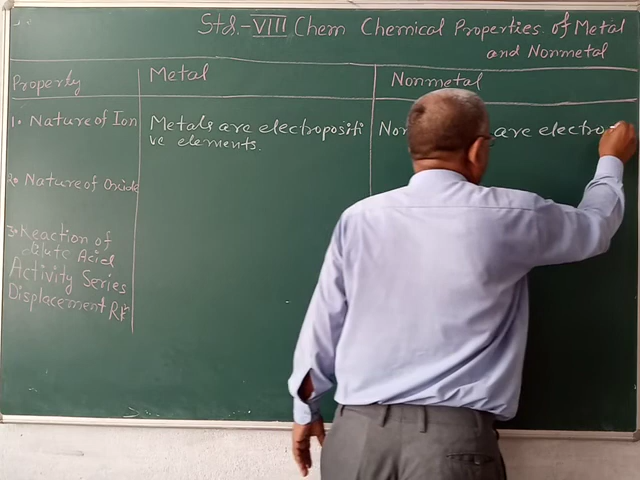 Std.-VIII Chem Chemical Properties of Metal
and Nonmetal
Property Metal Nonmetal
1. Nature of Ion Metals are electropositi are electro
ve elements.
2. Nature of Oxide
3. Reaction of
dilute Acid
Activity Series
Displacement